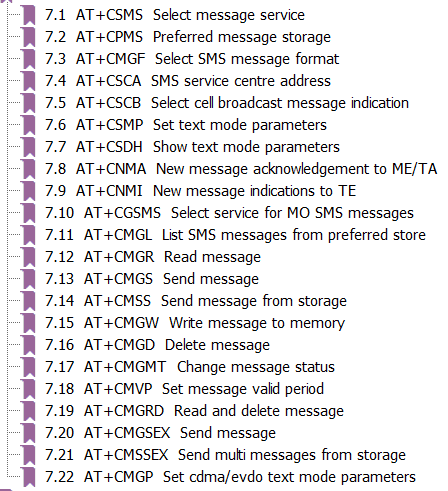 7.1 AT+CSMS Select message service
7.2 AT+CPMS Preferred message storage
7.3 AT+CMGF Select SMS message format
7.4 AT+CSCA SMS service centre address
7.5 AT+CSCB Select cell broadcast message indication
7.6 AT+CSMP Set text mode parameters
7.7 AT+CSDH Show text mode parameters
7.8 AT+CNMA New message acknowledgement to ME/TA
7.9 AT+CNMI New message indications to TE
7.10 AT+CGSMS Select service for MO SMS messages
7.11 AT+CMGL List SMS messages from preferred store
7.12 AT+CMGR Read message
7.13 AT+CMGS Send message
7.14 AT+CMSS Send message from storage
7.15 AT+CMGW Write message to memory
7.16 AT+CMGD Delete message
7.17 AT+CMGMT Change message status
7.18 AT+CMVP Set message valid period
7.19 AT+CMGRD Read and delete message
7.20 AT+CMGSEX Send message
7.21 AT+CMSSEX Send multi messages from storage
7.22 AT+CMGP Set cdma/evdo text mode parameters